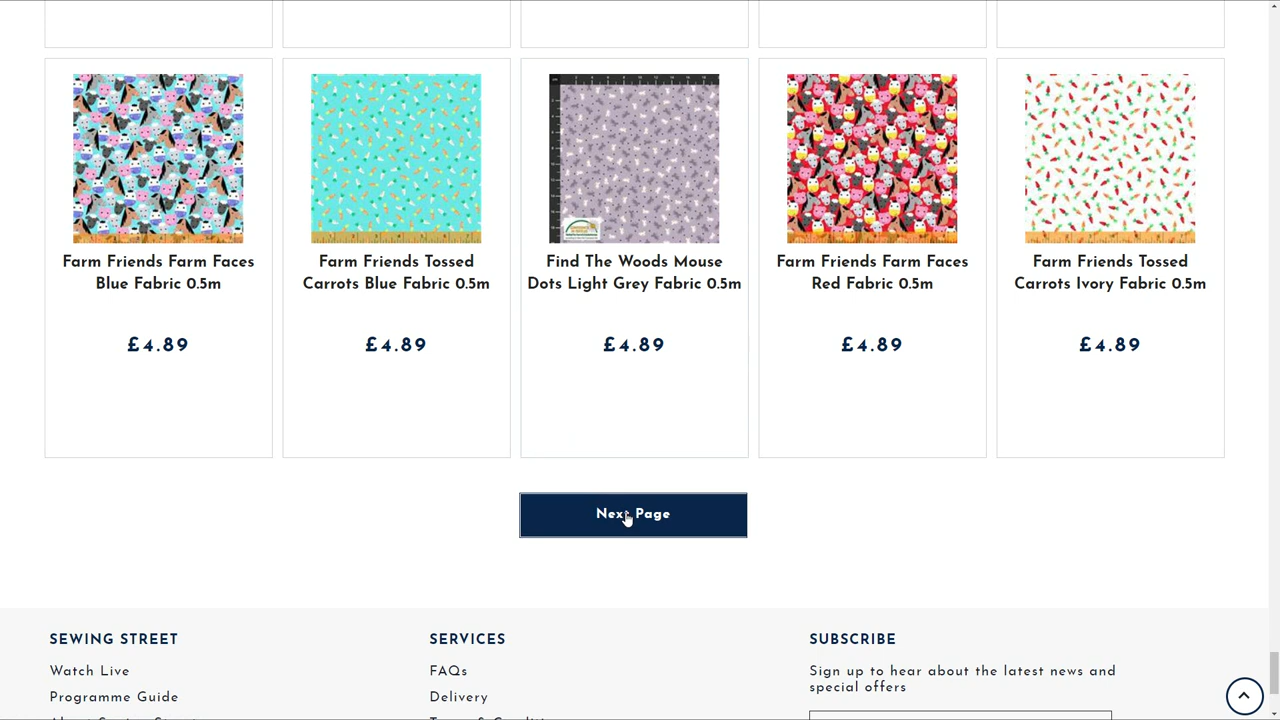 Farm Friends Farm Faces
Blue Fabric 0.5m
£4.89
Farm Friends Tossed
Carrots Blue Fabric 0.5m
£4.89
Find The Woods Mouse
Dots Light Grey Fabric 0.5m
£4.89
Farm Friends Farm Faces
Red Fabric 0.5m
£4.89
Farm Friends Tossed
Carrots Ivory Fabric 0.5m
£4.89
Next Page
SEWING STREET
Watch Live
Programme Guide
SERVICES
FAQs
Delivery
SUBSCRIBE
Sign up to hear about the latest news and
special offers